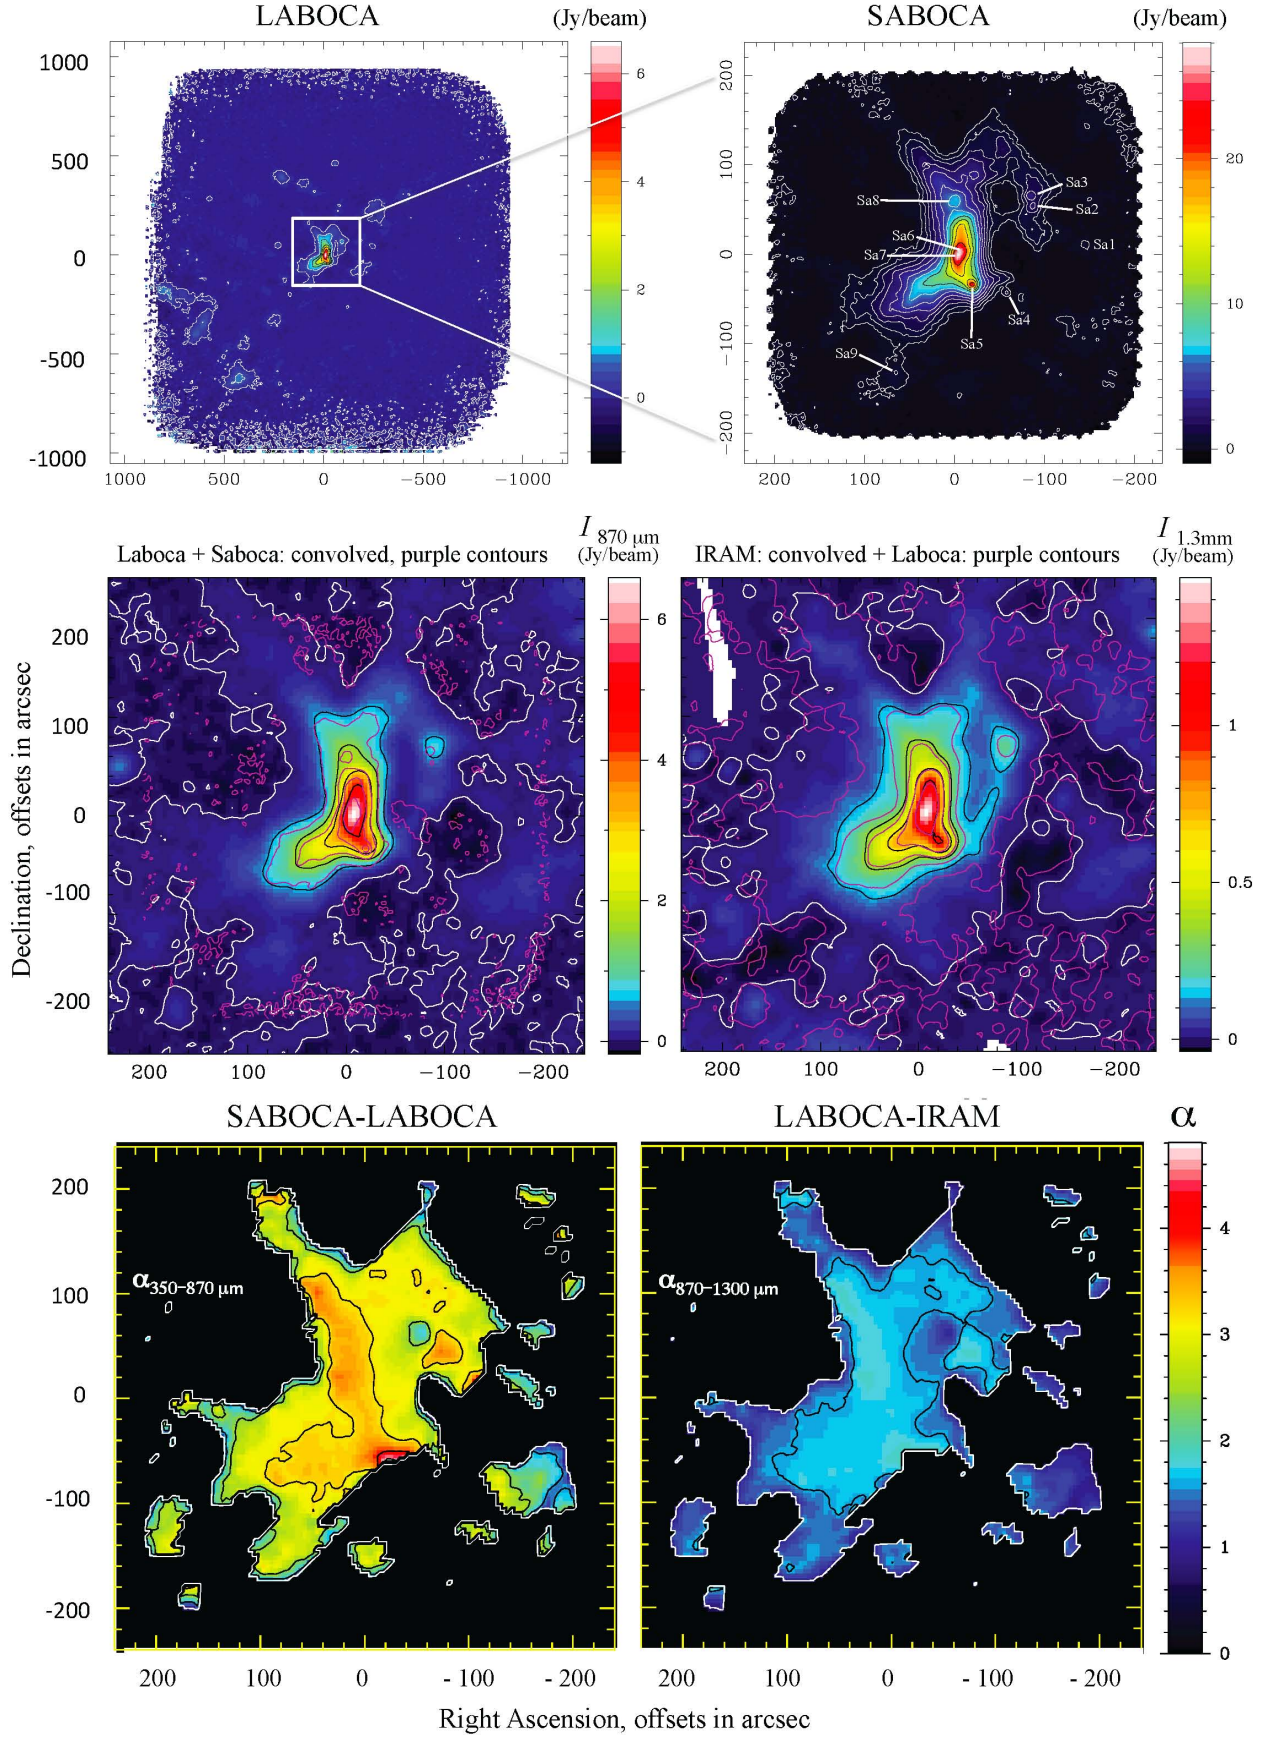 LABOCA
(Jy/beam)
SABOCA
(Jy/beam)
1000
500
0
-500
-1000
1000
500
0
−500
−1000
6
4
2
0
200
100
0
−100
−200
200
100
0
−100
−200
Sa3
Sa2
Sa8
Sa6
Sa1
Sa7
Sa4
Sa5
Sa9
20
10
0
Laboca + Saboca: convolved, purple contours
I 870 μm
(Jy/beam)
IRAM: convolved + Laboca: purple contours
I 1.3mm
(Jy/beam)
Declination, offsets in arcsec
200
100
0
-100
-200
200
100
0
−100
−200
6
4
2
0
200
100
0
−100
−200
1
0.5
0
SABOCA-LABOCA
LABOCA-IRAM
α
200
100
0
-100
-200
α350−870 μm
α870−1300 μm
4
3
2
1
0
200
100
0
- 100
- 200
200
100
0
- 100
- 200
Right Ascension, offsets in arcsec